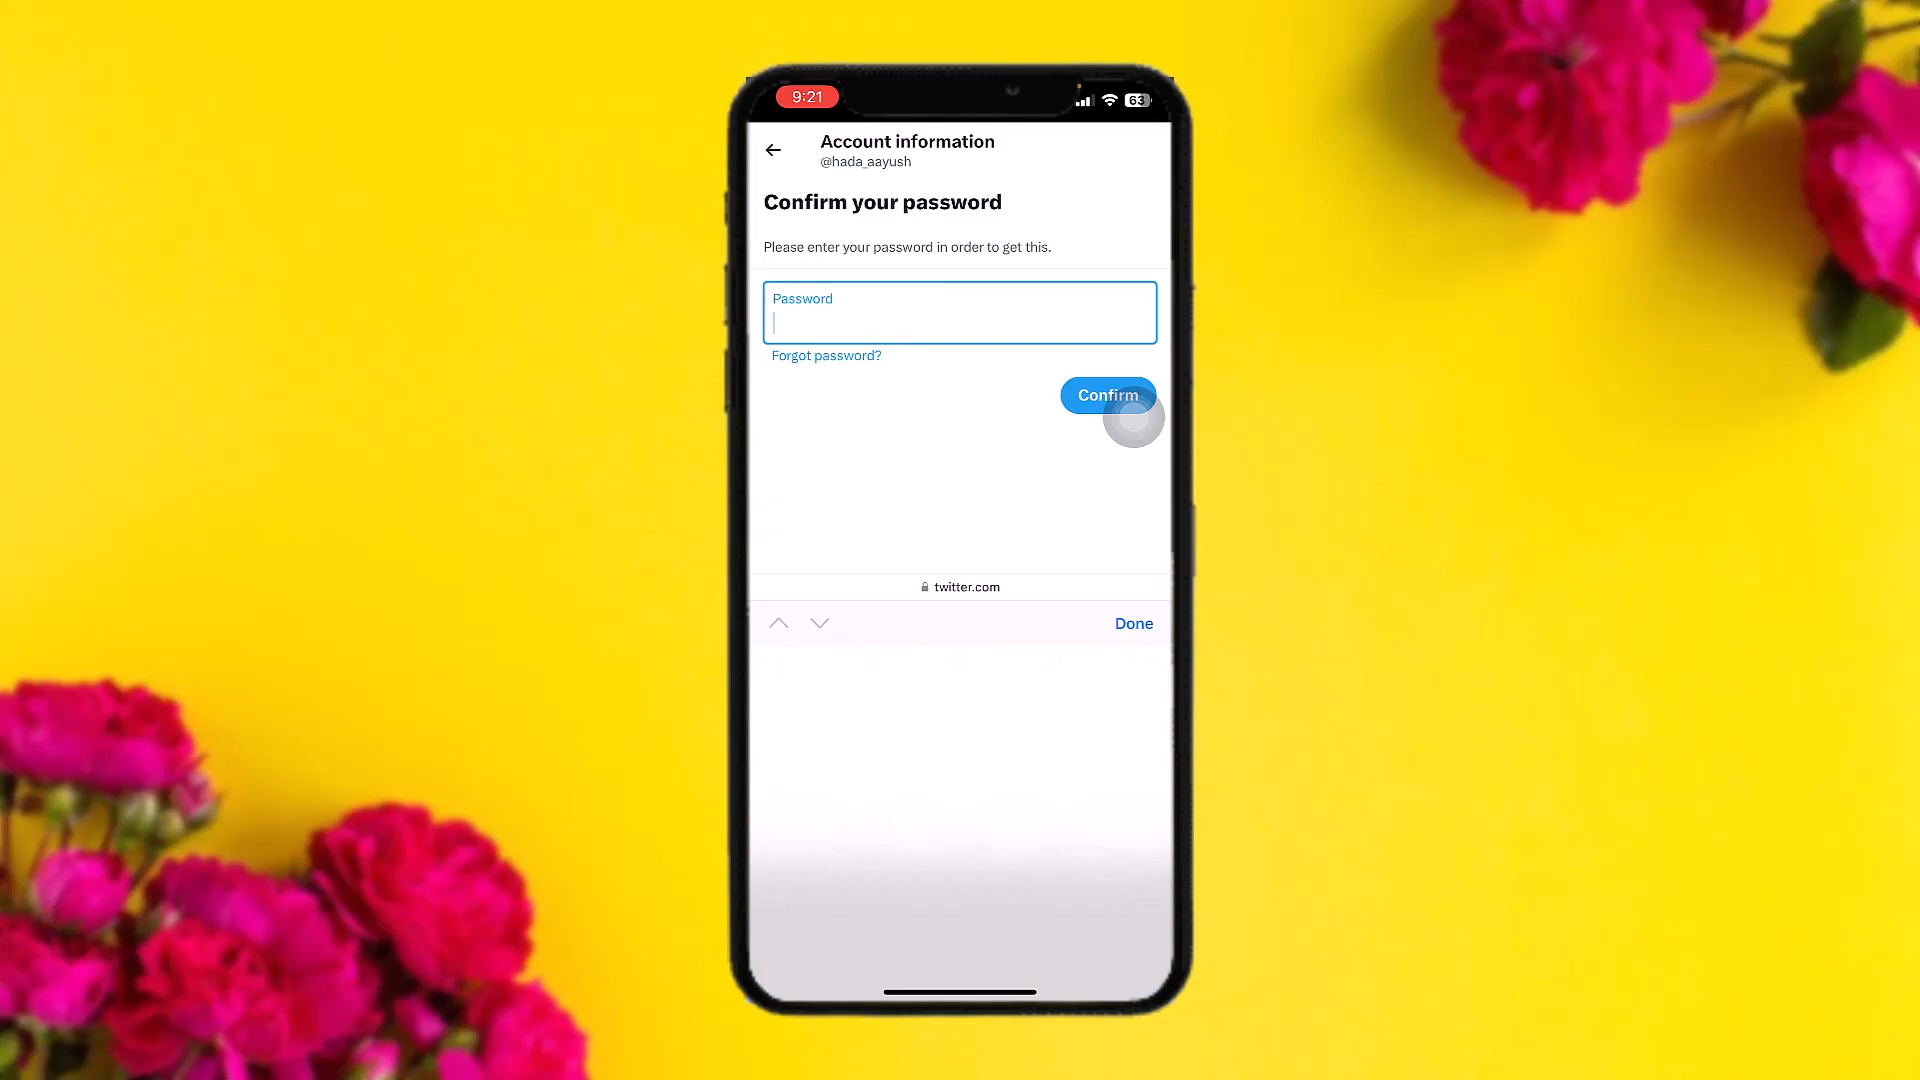 9:21
63
Account information
@hada_aayush
Confirm your password
Please enter your password in order to get this.
Password
Forgot password?
Confirm
twitter.com
Done